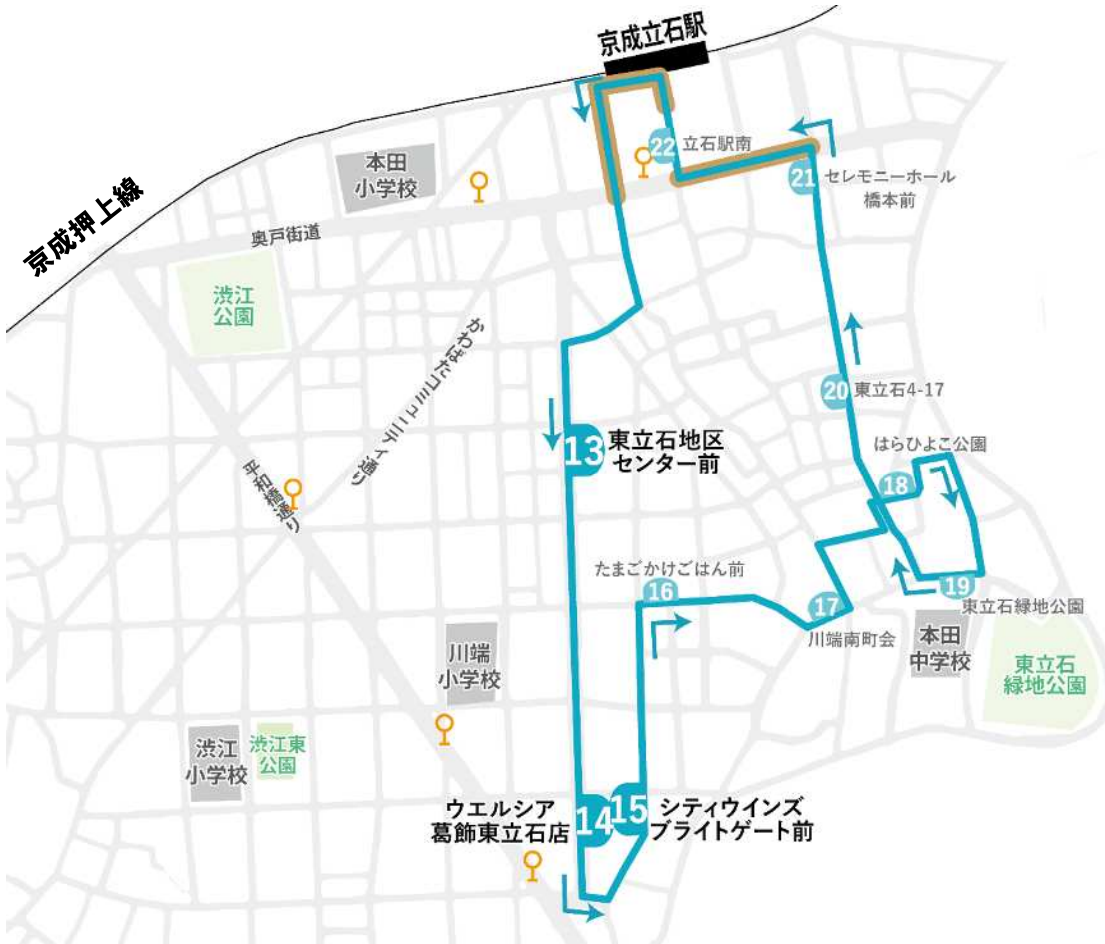 京成立石駅
22 立石駅南
本田
小学校
21 セレモニーホール
橋本前
京成押上線
奥戸街道
渋江
公園
かわばたコミュニティ通り
20 東立石4-17
13 東立石地区
センター前
はらひよこ公園
18
平和橋通り
たまごかけごはん前
16
17
川端南町会
19
東立石緑地公園
本田
中学校
東立石
緑地公園
川端
小学校
渋江
小学校
渋江東
公園
ウエルシア
葛飾東立石店
14
15
シティウインズ
ブライトゲート前